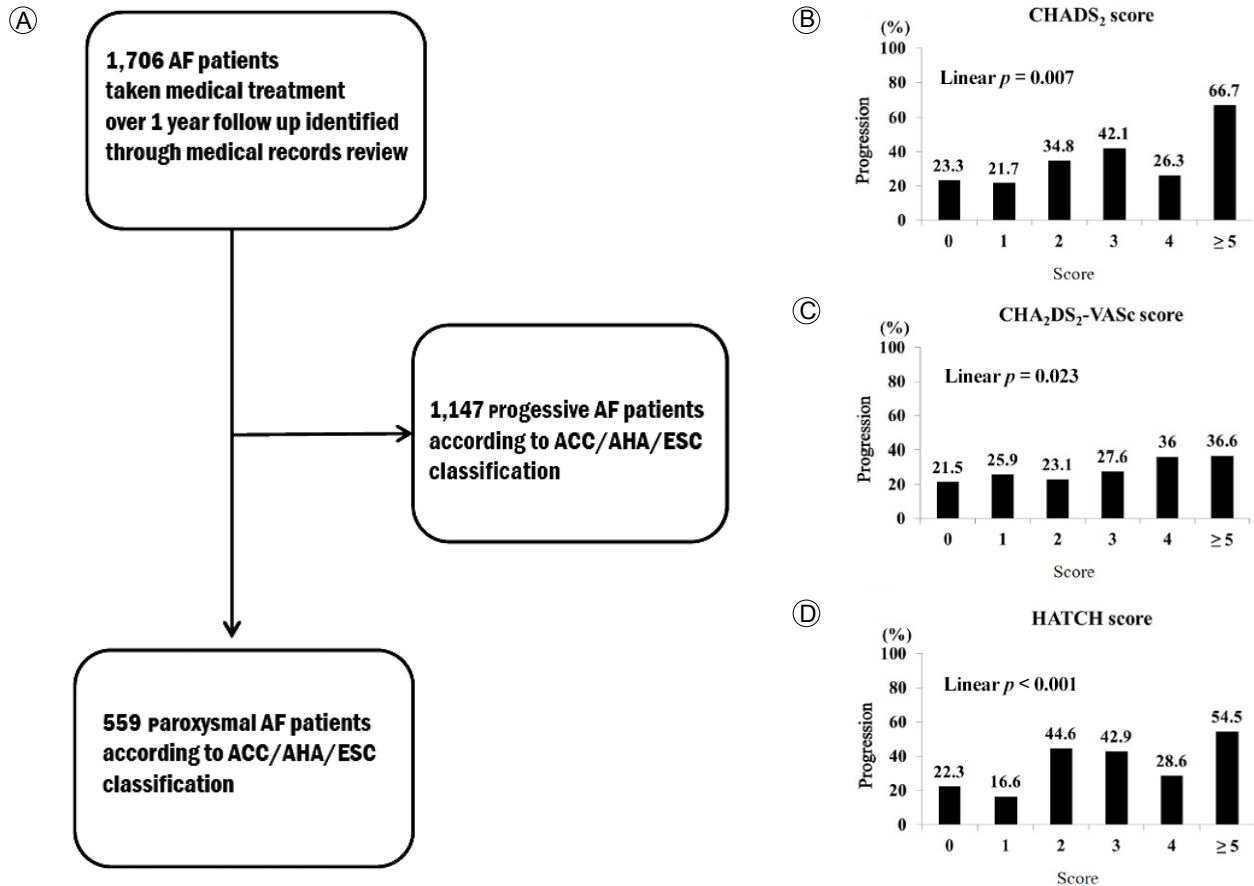 Ⓐ
1,706 AF patients
taken medical treatment
over 1 year follow up identified
through medical records review
1,147 Progessive AF patients
according to ACC/AHA/ESC
classification
559 Paroxysmal AF patients
according to ACC/AHA/ESC
classification
Ⓑ
CHADS₂ score
(%)
100
80
60
40
20
0
Progression
Linear p = 0.007
23.3
21.7
34.8
42.1
26.3
66.7
0 1 2 3 4 ≥ 5
Score
Ⓒ
CHA₂DS₂-VASc score
(%)
100
80
60
40
20
0
Progression
Linear p = 0.023
21.5
25.9
23.1
27.6
36
36.6
0 1 2 3 4 ≥ 5
Score
Ⓓ
HATCH score
(%)
100
80
60
40
20
0
Progression
Linear p < 0.001
22.3
16.6
44.6
42.9
28.6
54.5
0 1 2 3 4 ≥ 5
Score